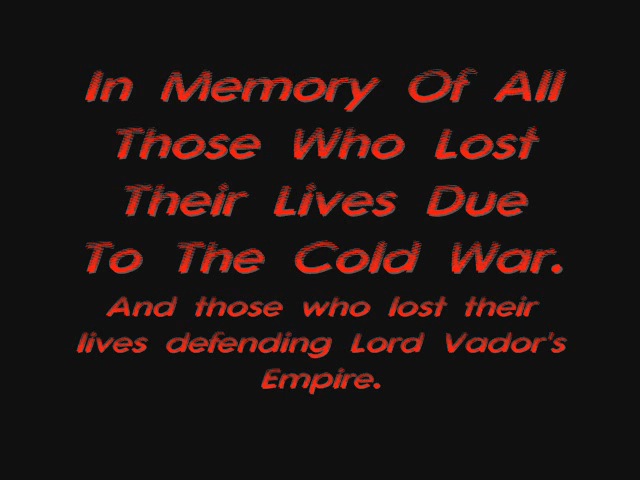 In Memory Of All
Those Who Lost
Their Lives Due
To The Cold War.
And those who lost their
lives defending Lord Vador's
Empire.